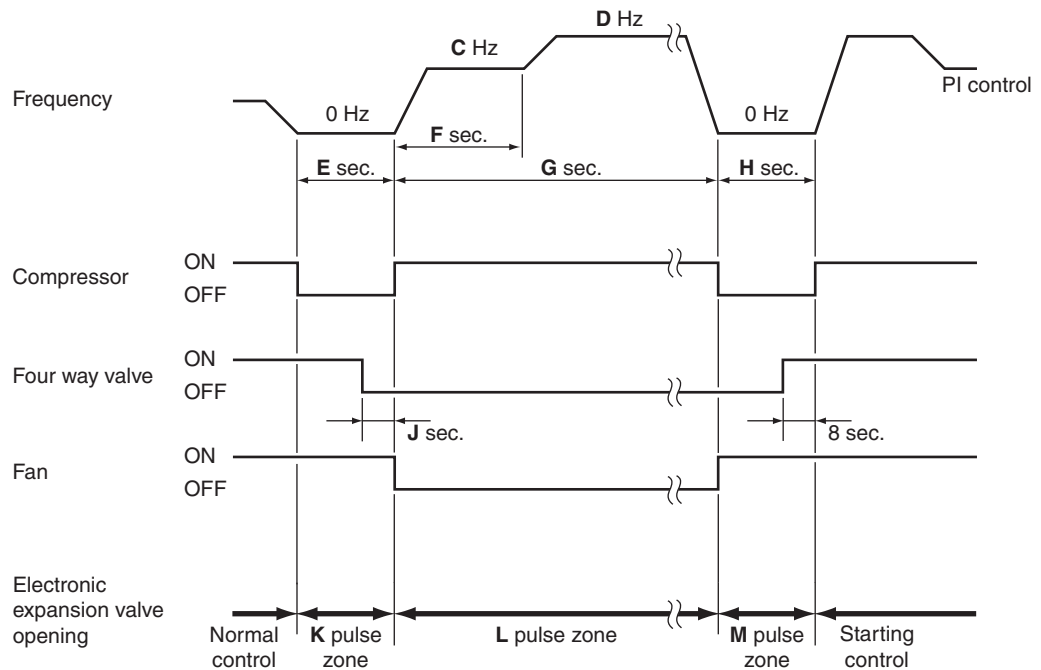 D Hz
C Hz
Frequency
PI control
0 Hz
0 Hz
F sec.
E sec.
G sec.
H sec.
Compressor
ON
OFF
Four way valve
ON
OFF
J sec.
8 sec.
Fan
ON
OFF
Electronic
expansion valve
opening
Normal
control
K pulse
zone
L pulse zone
M pulse
zone
Starting
control